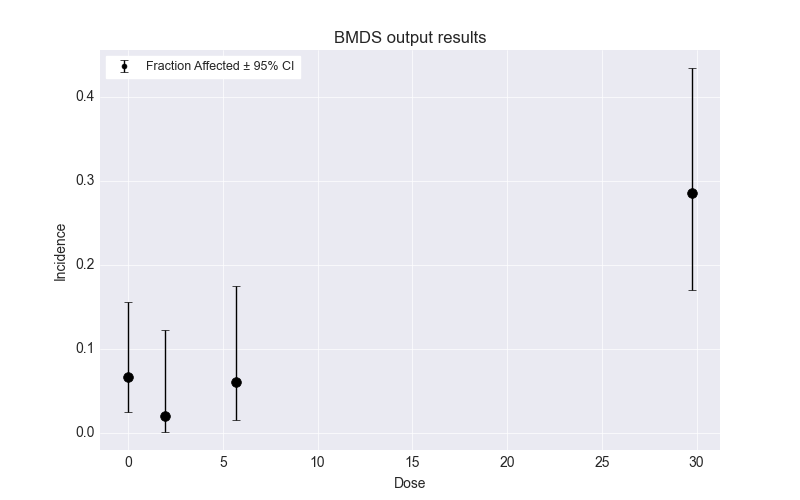 BMDS output results
Fraction Affected ± 95% CI
0.4
0.3
0.2
0.1
0.0
Incidence
0 5 10 15 20 25 30
Dose